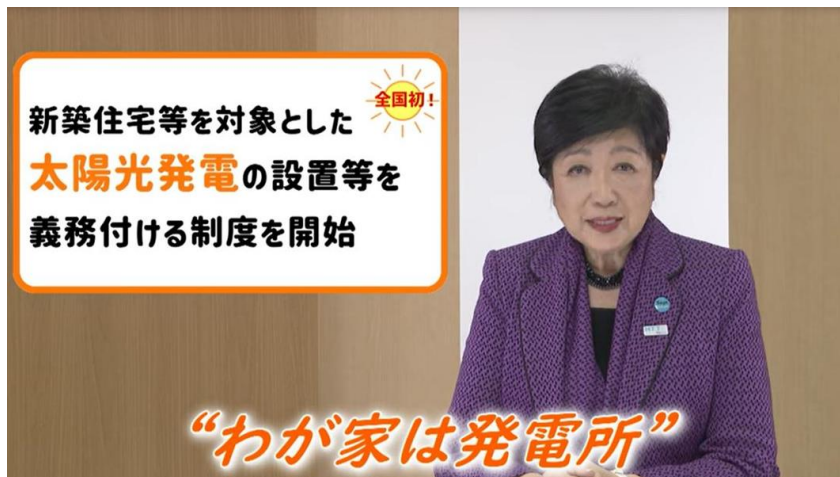 全国初！
新築住宅等を対象とした
太陽光発電の設置等を
義務付ける制度を開始
“わが家は発電所”